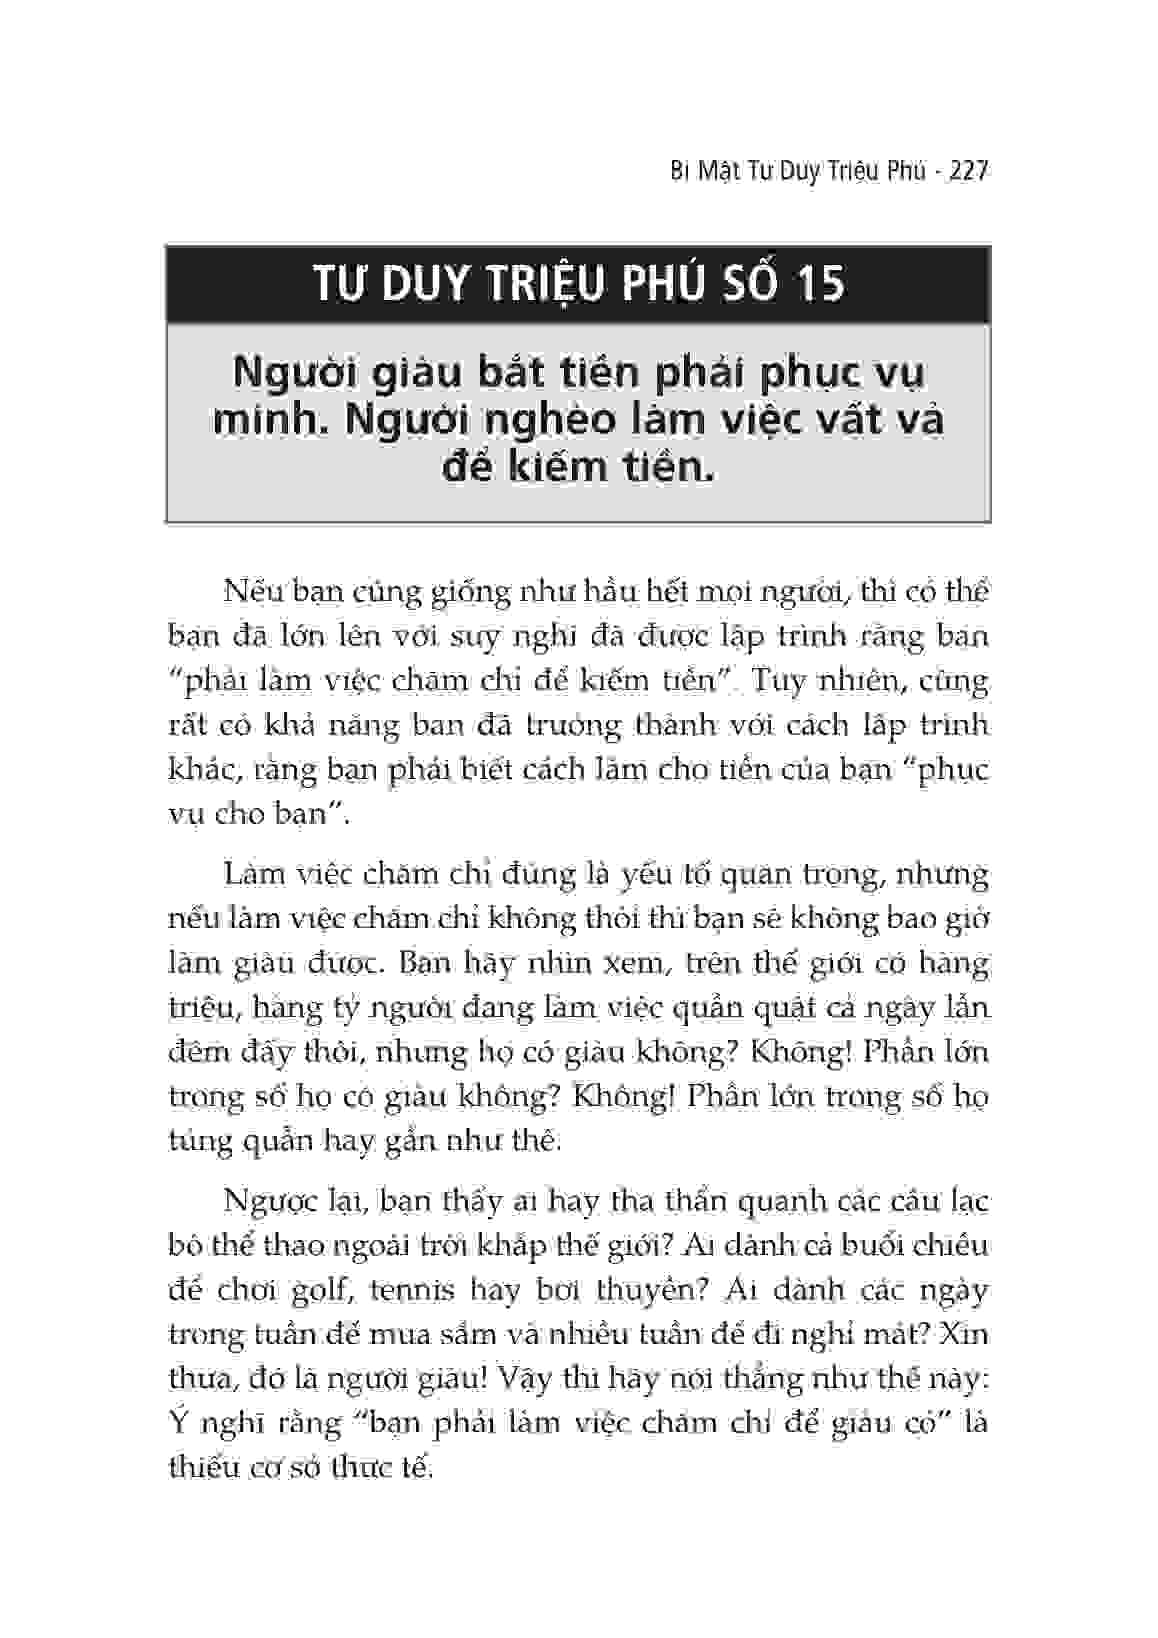 Bí Mật Tư Duy Triệu Phú - 227
TƯ DUY TRIỆU PHÚ SỐ 15
Người giàu bắt tiền phải phục vụ
mình. Người nghèo làm việc vất vả
để kiếm tiền.
Nếu bạn cũng giống như hầu hết mọi người, thì có thể
bạn đã lớn lên với suy nghĩ đã được lập trình rằng bạn
“phải làm việc chăm chỉ để kiếm tiền”. Tuy nhiên, cũng
rất có khả năng bạn đã trưởng thành với cách lập trình
khác, rằng bạn phải biết cách làm cho tiền của bạn “phục
vụ cho bạn”.
Làm việc chăm chỉ đúng là yếu tố quan trọng, nhưng
nếu làm việc chăm chỉ không thôi thì bạn sẽ không bao giờ
làm giàu được. Bạn hãy nhìn xem, trên thế giới có hàng
triệu, hàng tỷ người đang làm việc quần quật cả ngày lẫn
đêm đấy thôi, nhưng họ có giàu không? Không! Phần lớn
trong số họ có giàu không? Không! Phần lớn trong số họ
túng quẫn hay gần như thế.
Ngược lại, bạn thấy ai hay tha thẩn quanh các câu lạc
bộ thể thao ngoài trời khắp thế giới? Ai dành cả buổi chiều
để chơi golf, tennis hay bơi thuyền? Ai dành các ngày
trong tuần để mua sắm và nhiều tuần để đi nghỉ mát? Xin
thưa, đó là người giàu! Vậy thì hãy nói thẳng như thế này:
Ý nghĩ rằng “bạn phải làm việc chăm chỉ để giàu có” là
thiếu cơ sở thực tế.